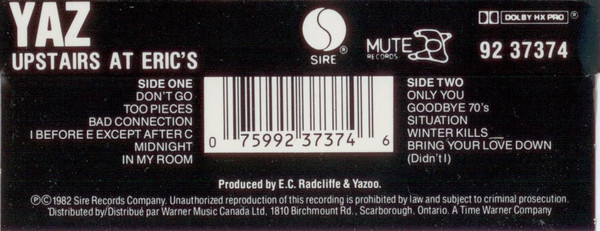 YAZ
UPSTAIRS AT ERIC'S
SIRE ®
MUTE
RECORDS
DOLBY HX PRO
92 37374
SIDE ONE
DON'T GO
TOO PIECES
BAD CONNECTION
I BEFORE E EXCEPT AFTER C
MIDNIGHT
IN MY ROOM
0 75992 37374 6
SIDE TWO
ONLY YOU
GOODBYE 70's
SITUATION
WINTER KILLS
BRING YOUR LOVE DOWN
(Didn't I)
Produced by E.C. Radcliffe & Yazoo.
Ⓟ©1982 Sire Records Company. Unauthorized reproduction of this recording is prohibited by law and subject to criminal prosecution.
Distributed by/Distribué par Warner Music Canada Ltd. 1810 Birchmount Rd., Scarborough, Ontario. A Time Warner Company